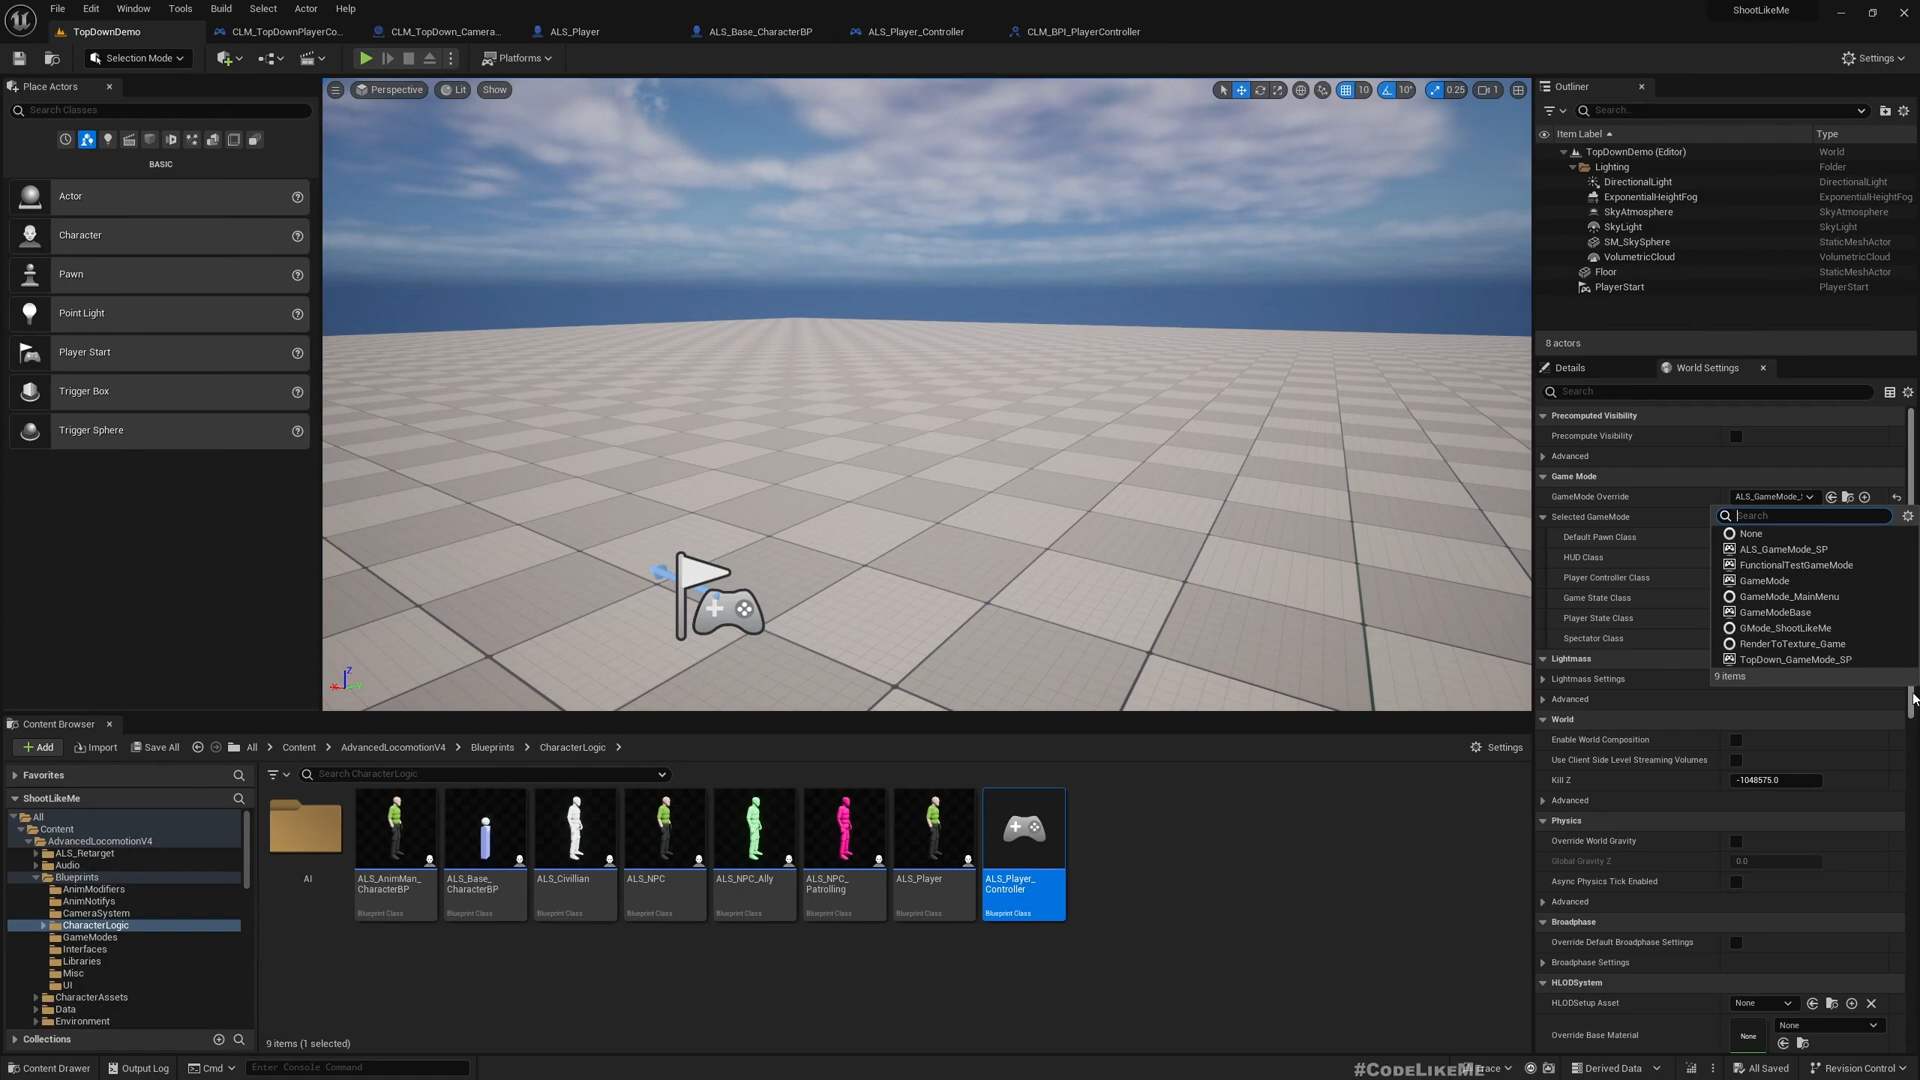 File Edit Window Tools Build Select Actor Help
ShootLikeMe
TopDownDemo CLM_TopDownPlayerCo... CLM_TopDown_Camera... ALS_Player ALS_Base_CharacterBP ALS_Player_Controller CLM_BPI_PlayerController
Selection Mode Platforms Settings
Place Actors
Search Classes
BASIC
Actor
Character
Pawn
Point Light
Player Start
Trigger Box
Trigger Sphere
Perspective Lit Show
10 10° 0.25 1
Z
X
Outliner
Search...
Item Label Type
TopDownDemo (Editor) World
Lighting Folder
DirectionalLight DirectionalLight
ExponentialHeightFog ExponentialHeightFog
SkyAtmosphere SkyAtmosphere
SkyLight SkyLight
SM_SkySphere StaticMeshActor
VolumetricCloud VolumetricCloud
Floor StaticMeshActor
PlayerStart PlayerStart
8 actors
Details World Settings
Search
Precomputed Visibility
Precompute Visibility
Advanced
Game Mode
GameMode Override ALS_GameMode_S
Selected GameMode
Default Pawn Class
HUD Class
Player Controller Class
Game State Class
Player State Class
Spectator Class
Search
None
ALS_GameMode_SP
FunctionalTestGameMode
GameMode
GameMode_MainMenu
GameModeBase
GMode_ShootLikeMe
RenderToTexture_Game
TopDown_GameMode_SP
9 items
Lightmass
Lightmass Settings
Advanced
World
Enable World Composition
Use Client Side Level Streaming Volumes
Kill Z -1048575.0
Advanced
Physics
Override World Gravity
Global Gravity Z 0.0
Async Physics Tick Enabled
Advanced
Broadphase
Override Default Broadphase Settings
Broadphase Settings
HLODSystem
HLODSetup Asset None
Override Base Material None None
Content Browser
Add Import Save All All Content AdvancedLocomotionV4 Blueprints CharacterLogic Settings
Favorites
Search CharacterLogic
ShootLikeMe
All
Content
AdvancedLocomotionV4
ALS_Retarget
Audio
Blueprints
AnimModifiers
AnimNotifys
CameraSystem
CharacterLogic
GameModes
Interfaces
Libraries
Misc
UI
CharacterAssets
Data
Environment
Collections
AI
ALS_AnimMan_CharacterBP
Blueprint Class
ALS_Base_CharacterBP
Blueprint Class
ALS_Civillian
Blueprint Class
ALS_NPC
Blueprint Class
ALS_NPC_Ally
Blueprint Class
ALS_NPC_Patrolling
Blueprint Class
ALS_Player
Blueprint Class
ALS_Player_Controller
Blueprint Class
9 items (1 selected)
Content Drawer Output Log Cmd Enter Console Command
#CODELIKEME
Derived Data All Saved Revision Control